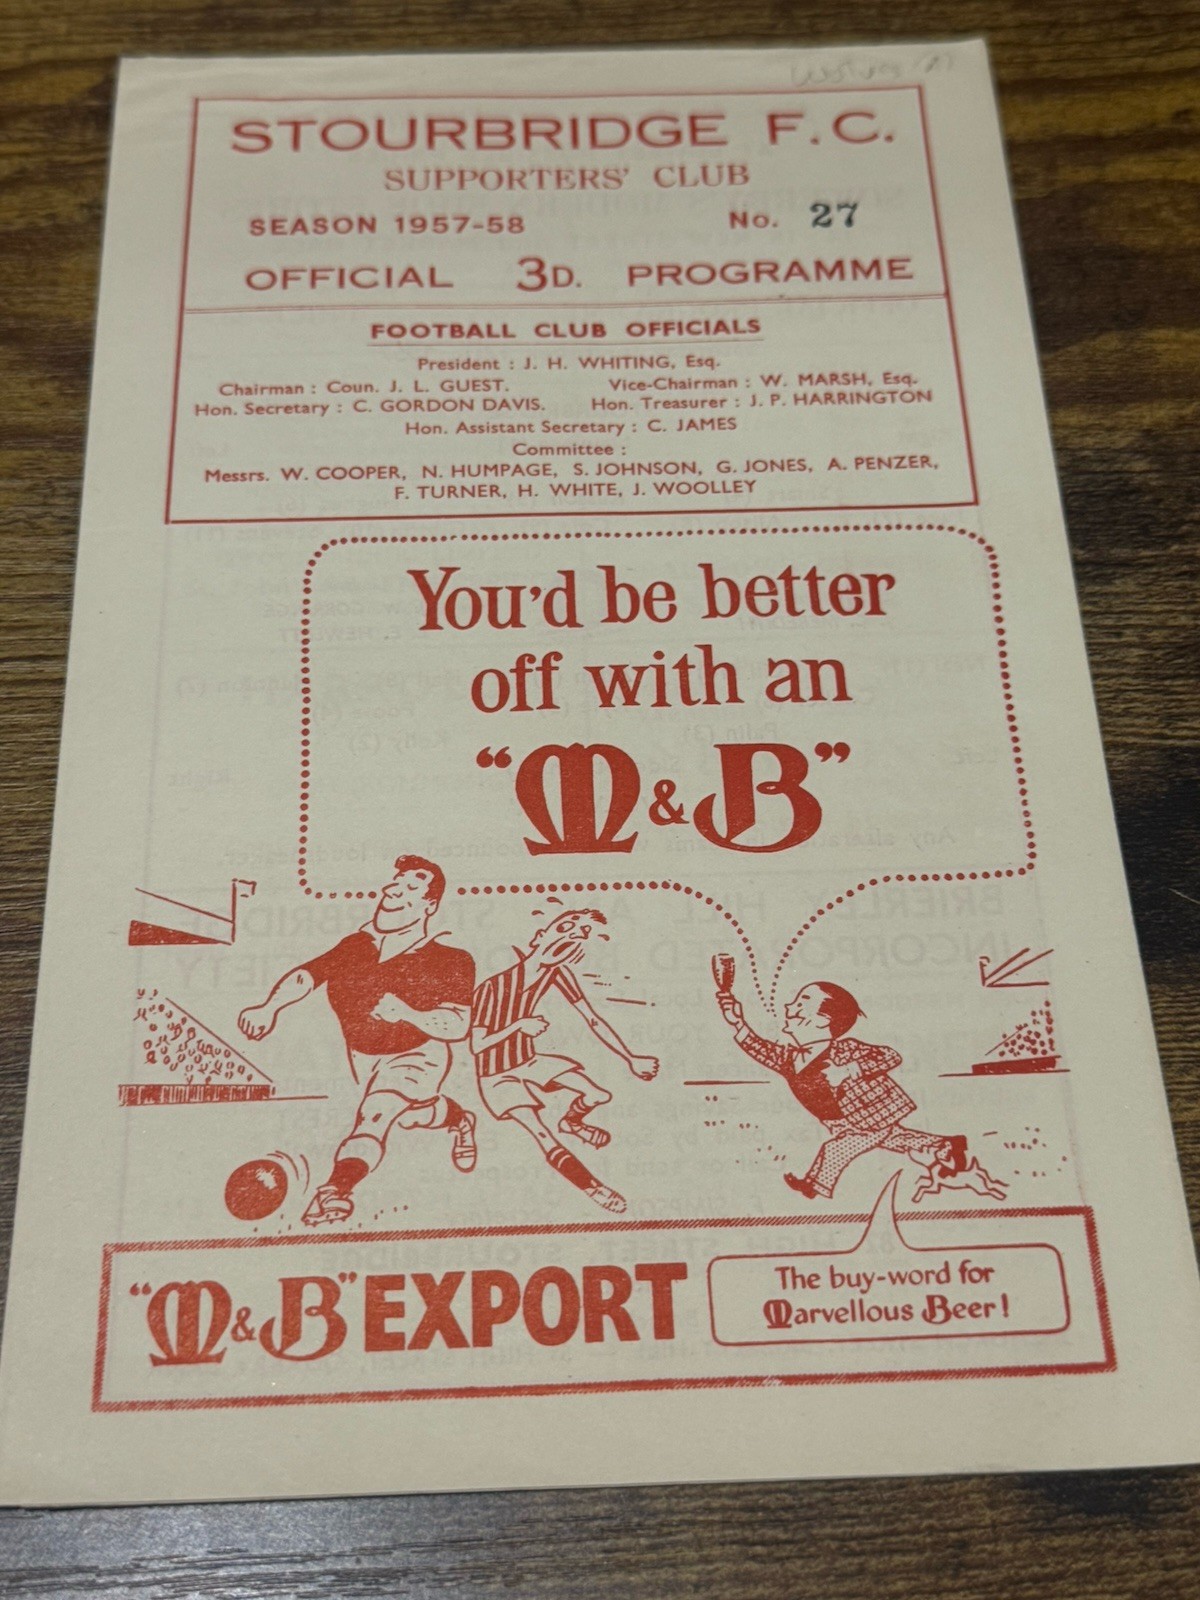 STOURBRIDGE F.C.
SUPPORTERS' CLUB
SEASON 1957-58 No. 27
OFFICIAL 3D. PROGRAMME
FOOTBALL CLUB OFFICIALS
President : J. H. WHITING, Esq.
Chairman : Coun. J. L. GUEST. Vice-Chairman : W. MARSH, Esq.
Hon. Secretary : C. GORDON DAVIS. Hon. Treasurer : J. P. HARRINGTON
Hon. Assistant Secretary : C. JAMES
Committee :
Messrs. W. COOPER, N. HUMPAGE, S. JOHNSON, G. JONES, A. PENZER,
F. TURNER, H. WHITE, J. WOOLLEY
You'd be better
off with an
"M & B"
"M & B" EXPORT
The buy-word for
Marvellous Beer!